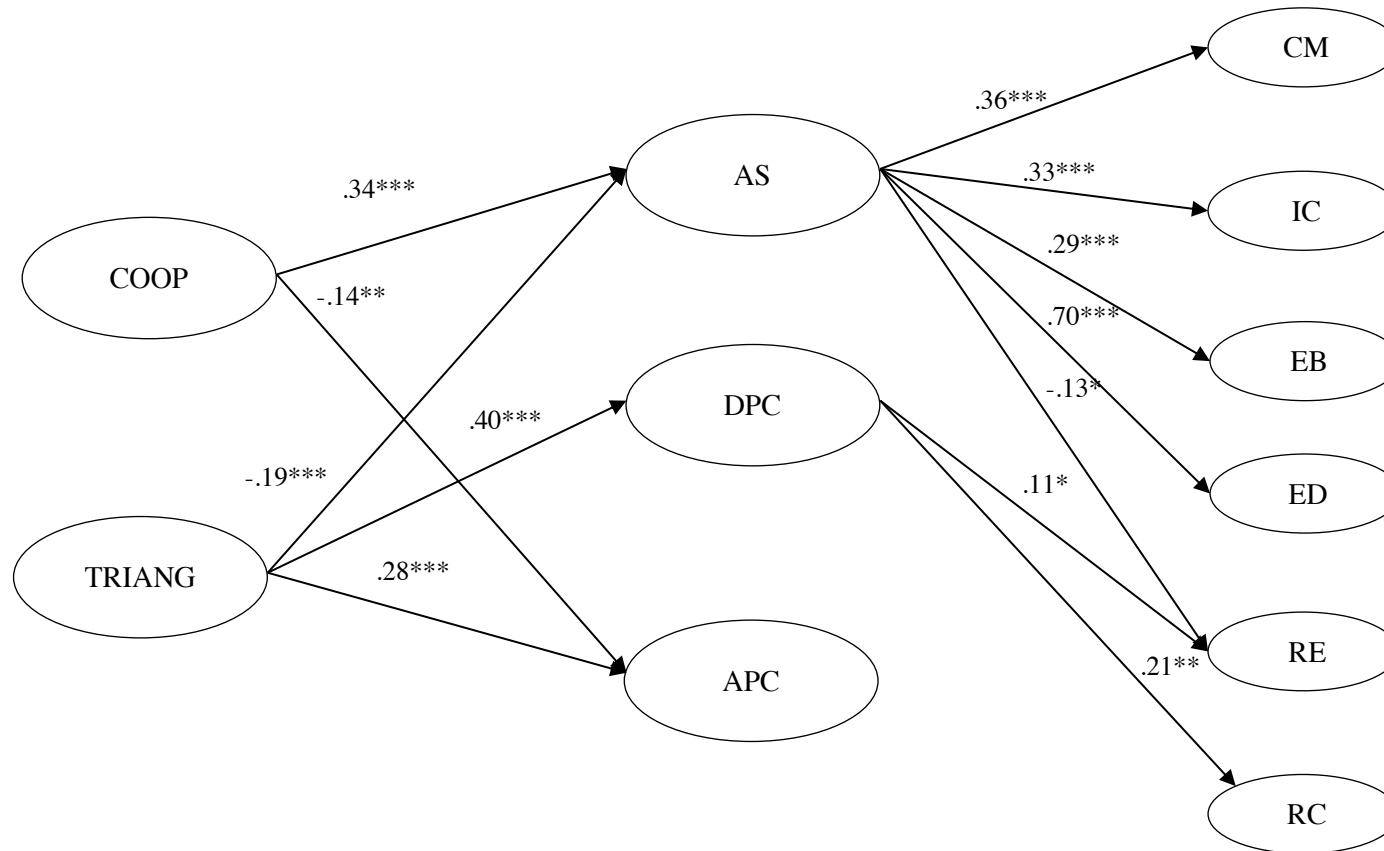 CM
.36***
AS
.34***
.33***
IC
.29***
COOP
-.14**
.70***
EB
-.13*
DPC
.40***
-.19***
.11*
ED
TRIANG
.28***
RE
.21**
APC
RC